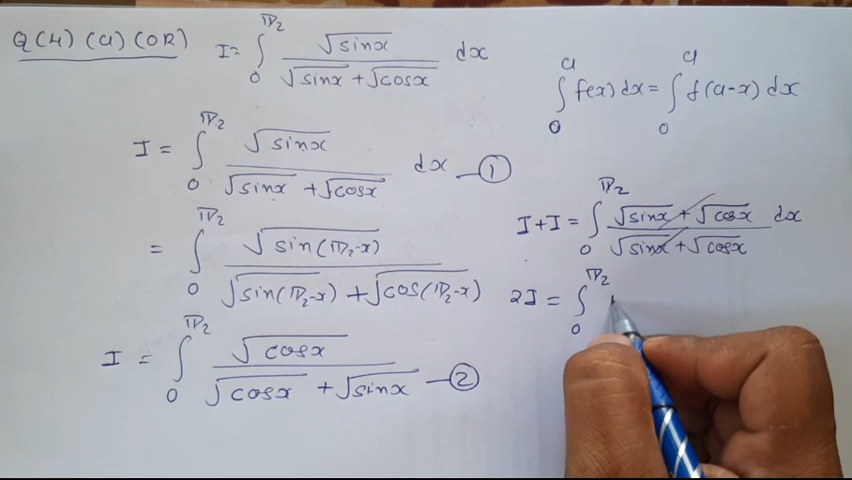 Q(4) (a) (OR) I = ∫₀^(π/2) √sinx / (√sinx + √cosx) dx
I = ∫₀^(π/2) √sinx / (√sinx + √cosx) dx —①
= ∫₀^(π/2) √sin(π/2-x) / (√sin(π/2-x) + √cos(π/2-x))
I = ∫₀^(π/2) √cosx / (√cosx + √sinx) —②
∫₀^a f(x) dx = ∫₀^a f(a-x) dx
I+I = ∫₀^(π/2) (√sinx + √cosx) / (√sinx + √cosx) dx
2I = ∫₀^(π/2)